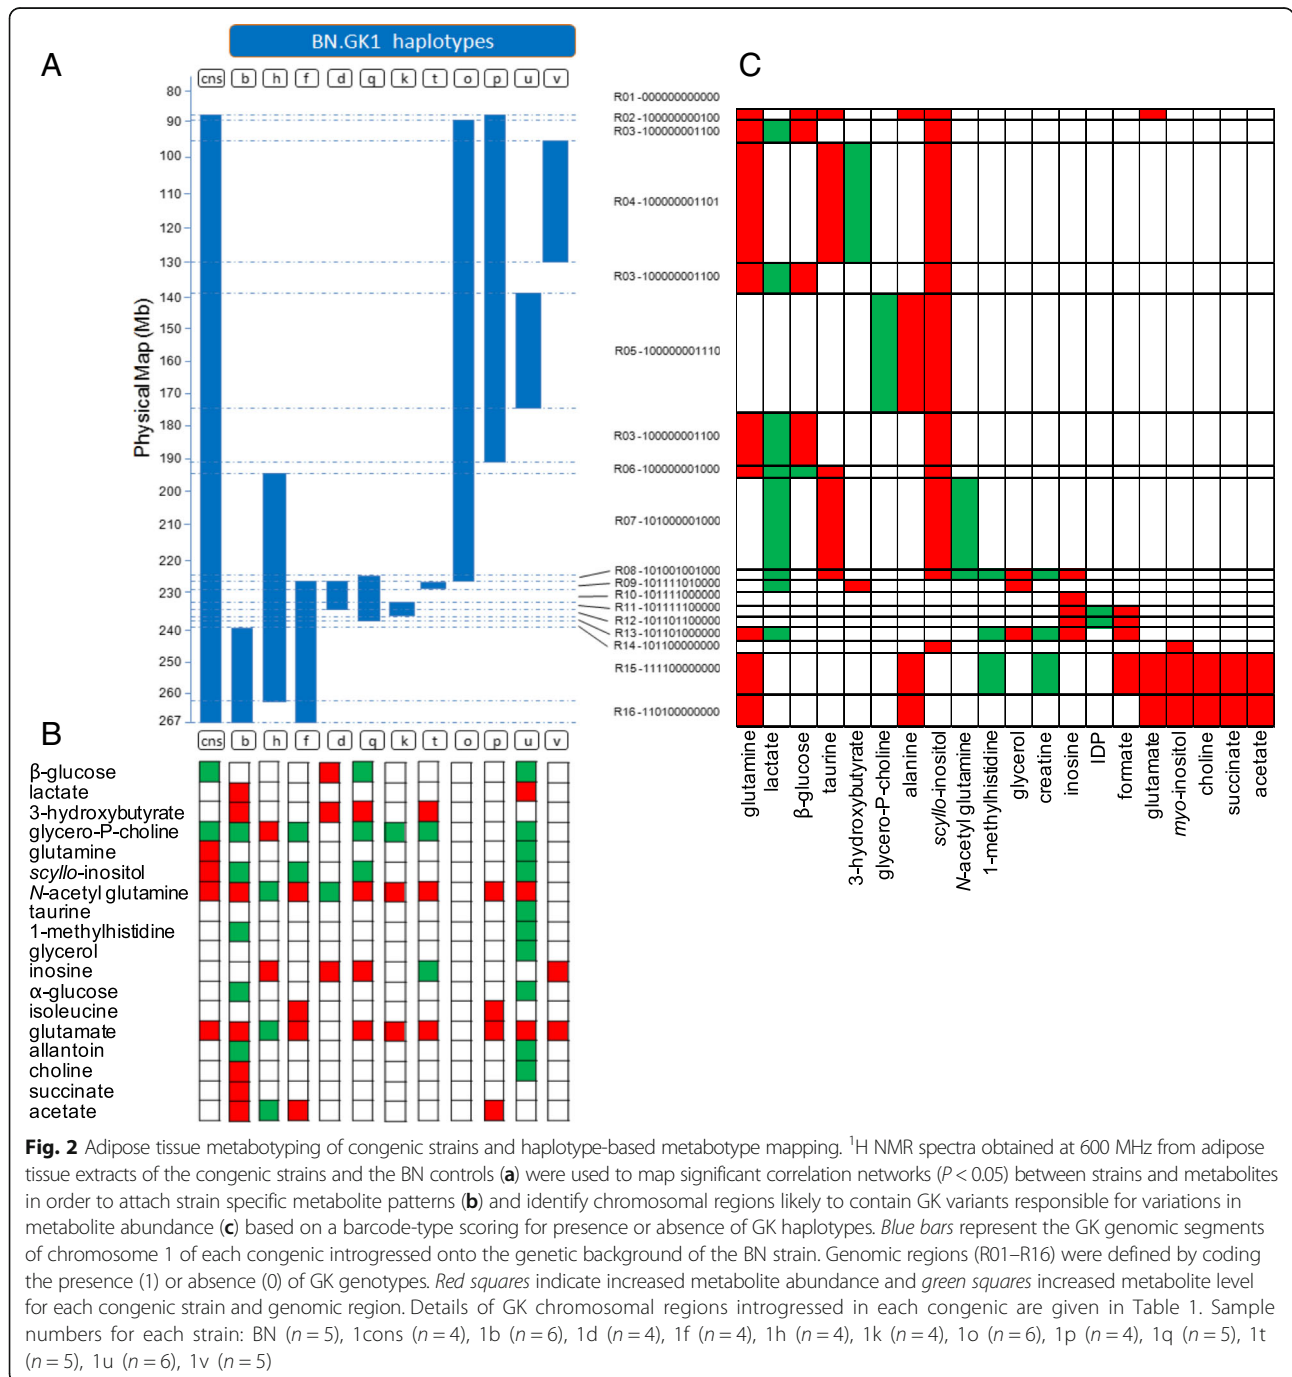 BN.GK1 haplotypes
A
C
cns b h f d q k t o p u v
Physical Map (Mb)
80
90
100
110
120
130
140
150
160
170
180
190
200
210
220
230
240
250
260
267
R01-000000000000
R02-100000000100
R03-100000001100
R04-100000001101
R03-100000001100
R05-100000001110
R03-100000001100
R06-100000001000
R07-101000001000
R08-101001001000
R09-101111010000
R10-101111000000
R11-101111100000
R12-101101100000
R13-101101000000
R14-101100000000
R15-111100000000
R16-110100000000
glutamine
lactate
β-glucose
taurine
3-hydroxybutyrate
glycero-P-choline
alanine
scyllo-inositol
N-acetyl glutamine
1-methylhistidine
glycerol
creatine
inosine
IDP
formate
glutamate
myo-inositol
choline
succinate
acetate
B
cns b h f d q k t o p u v
β-glucose
lactate
3-hydroxybutyrate
glycero-P-choline
glutamine
scyllo-inositol
N-acetyl glutamine
taurine
1-methylhistidine
glycerol
inosine
α-glucose
isoleucine
glutamate
allantoin
choline
succinate
acetate
Fig. 2 Adipose tissue metabotyping of congenic strains and haplotype-based metabotype mapping. ¹H NMR spectra obtained at 600 MHz from adipose
tissue extracts of the congenic strains and the BN controls (a) were used to map significant correlation networks (P < 0.05) between strains and metabolites
in order to attach strain specific metabolite patterns (b) and identify chromosomal regions likely to contain GK variants responsible for variations in
metabolite abundance (c) based on a barcode-type scoring for presence or absence of GK haplotypes. Blue bars represent the GK genomic segments
of chromosome 1 of each congenic introgressed onto the genetic background of the BN strain. Genomic regions (R01–R16) were defined by coding
the presence (1) or absence (0) of GK genotypes. Red squares indicate increased metabolite abundance and green squares increased metabolite level
for each congenic strain and genomic region. Details of GK chromosomal regions introgressed in each congenic are given in Table 1. Sample
numbers for each strain: BN (n = 5), 1cons (n = 4), 1b (n = 6), 1d (n = 4), 1f (n = 4), 1h (n = 4), 1k (n = 4), 1o (n = 6), 1p (n = 4), 1q (n = 5), 1t
(n = 5), 1u (n = 6), 1v (n = 5)